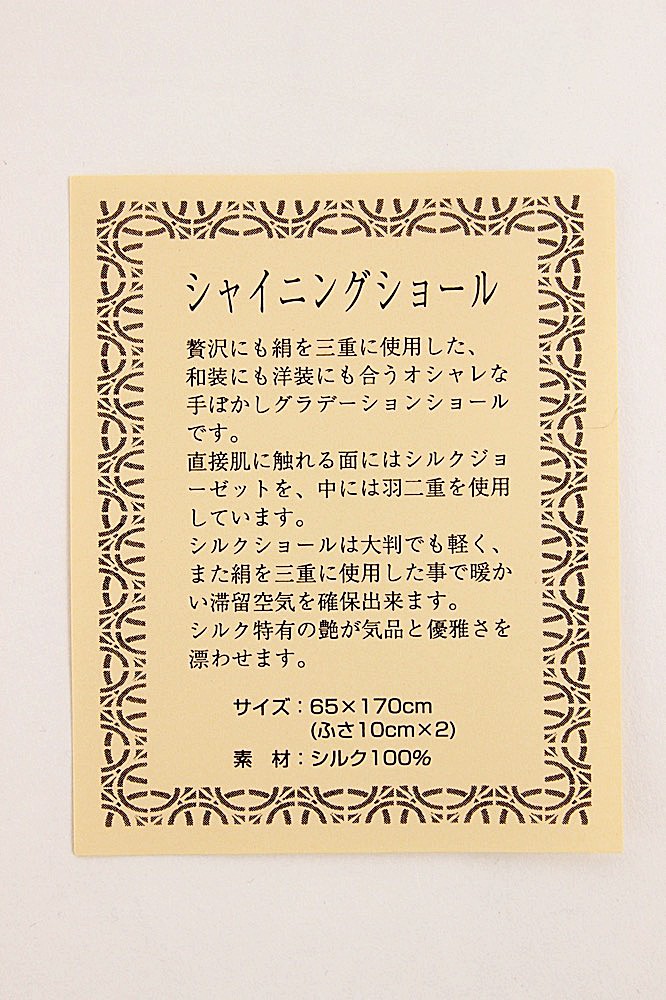 シャイニングショール
贅沢にも絹を三重に使用した、
和装にも洋装にも合うオシャレな
手ぼかしグラデーションショール
です。
直接肌に触れる面にはシルクジョ
ーゼットを、中には羽二重を使用
しています。
シルクショールは大判でも軽く、
また絹を三重に使用した事で暖か
い滞留空気を確保出来ます。
シルク特有の艶が気品と優雅さを
漂わせます。
サイズ：65×170cm
(ふさ10cm×2)
素　材：シルク100%